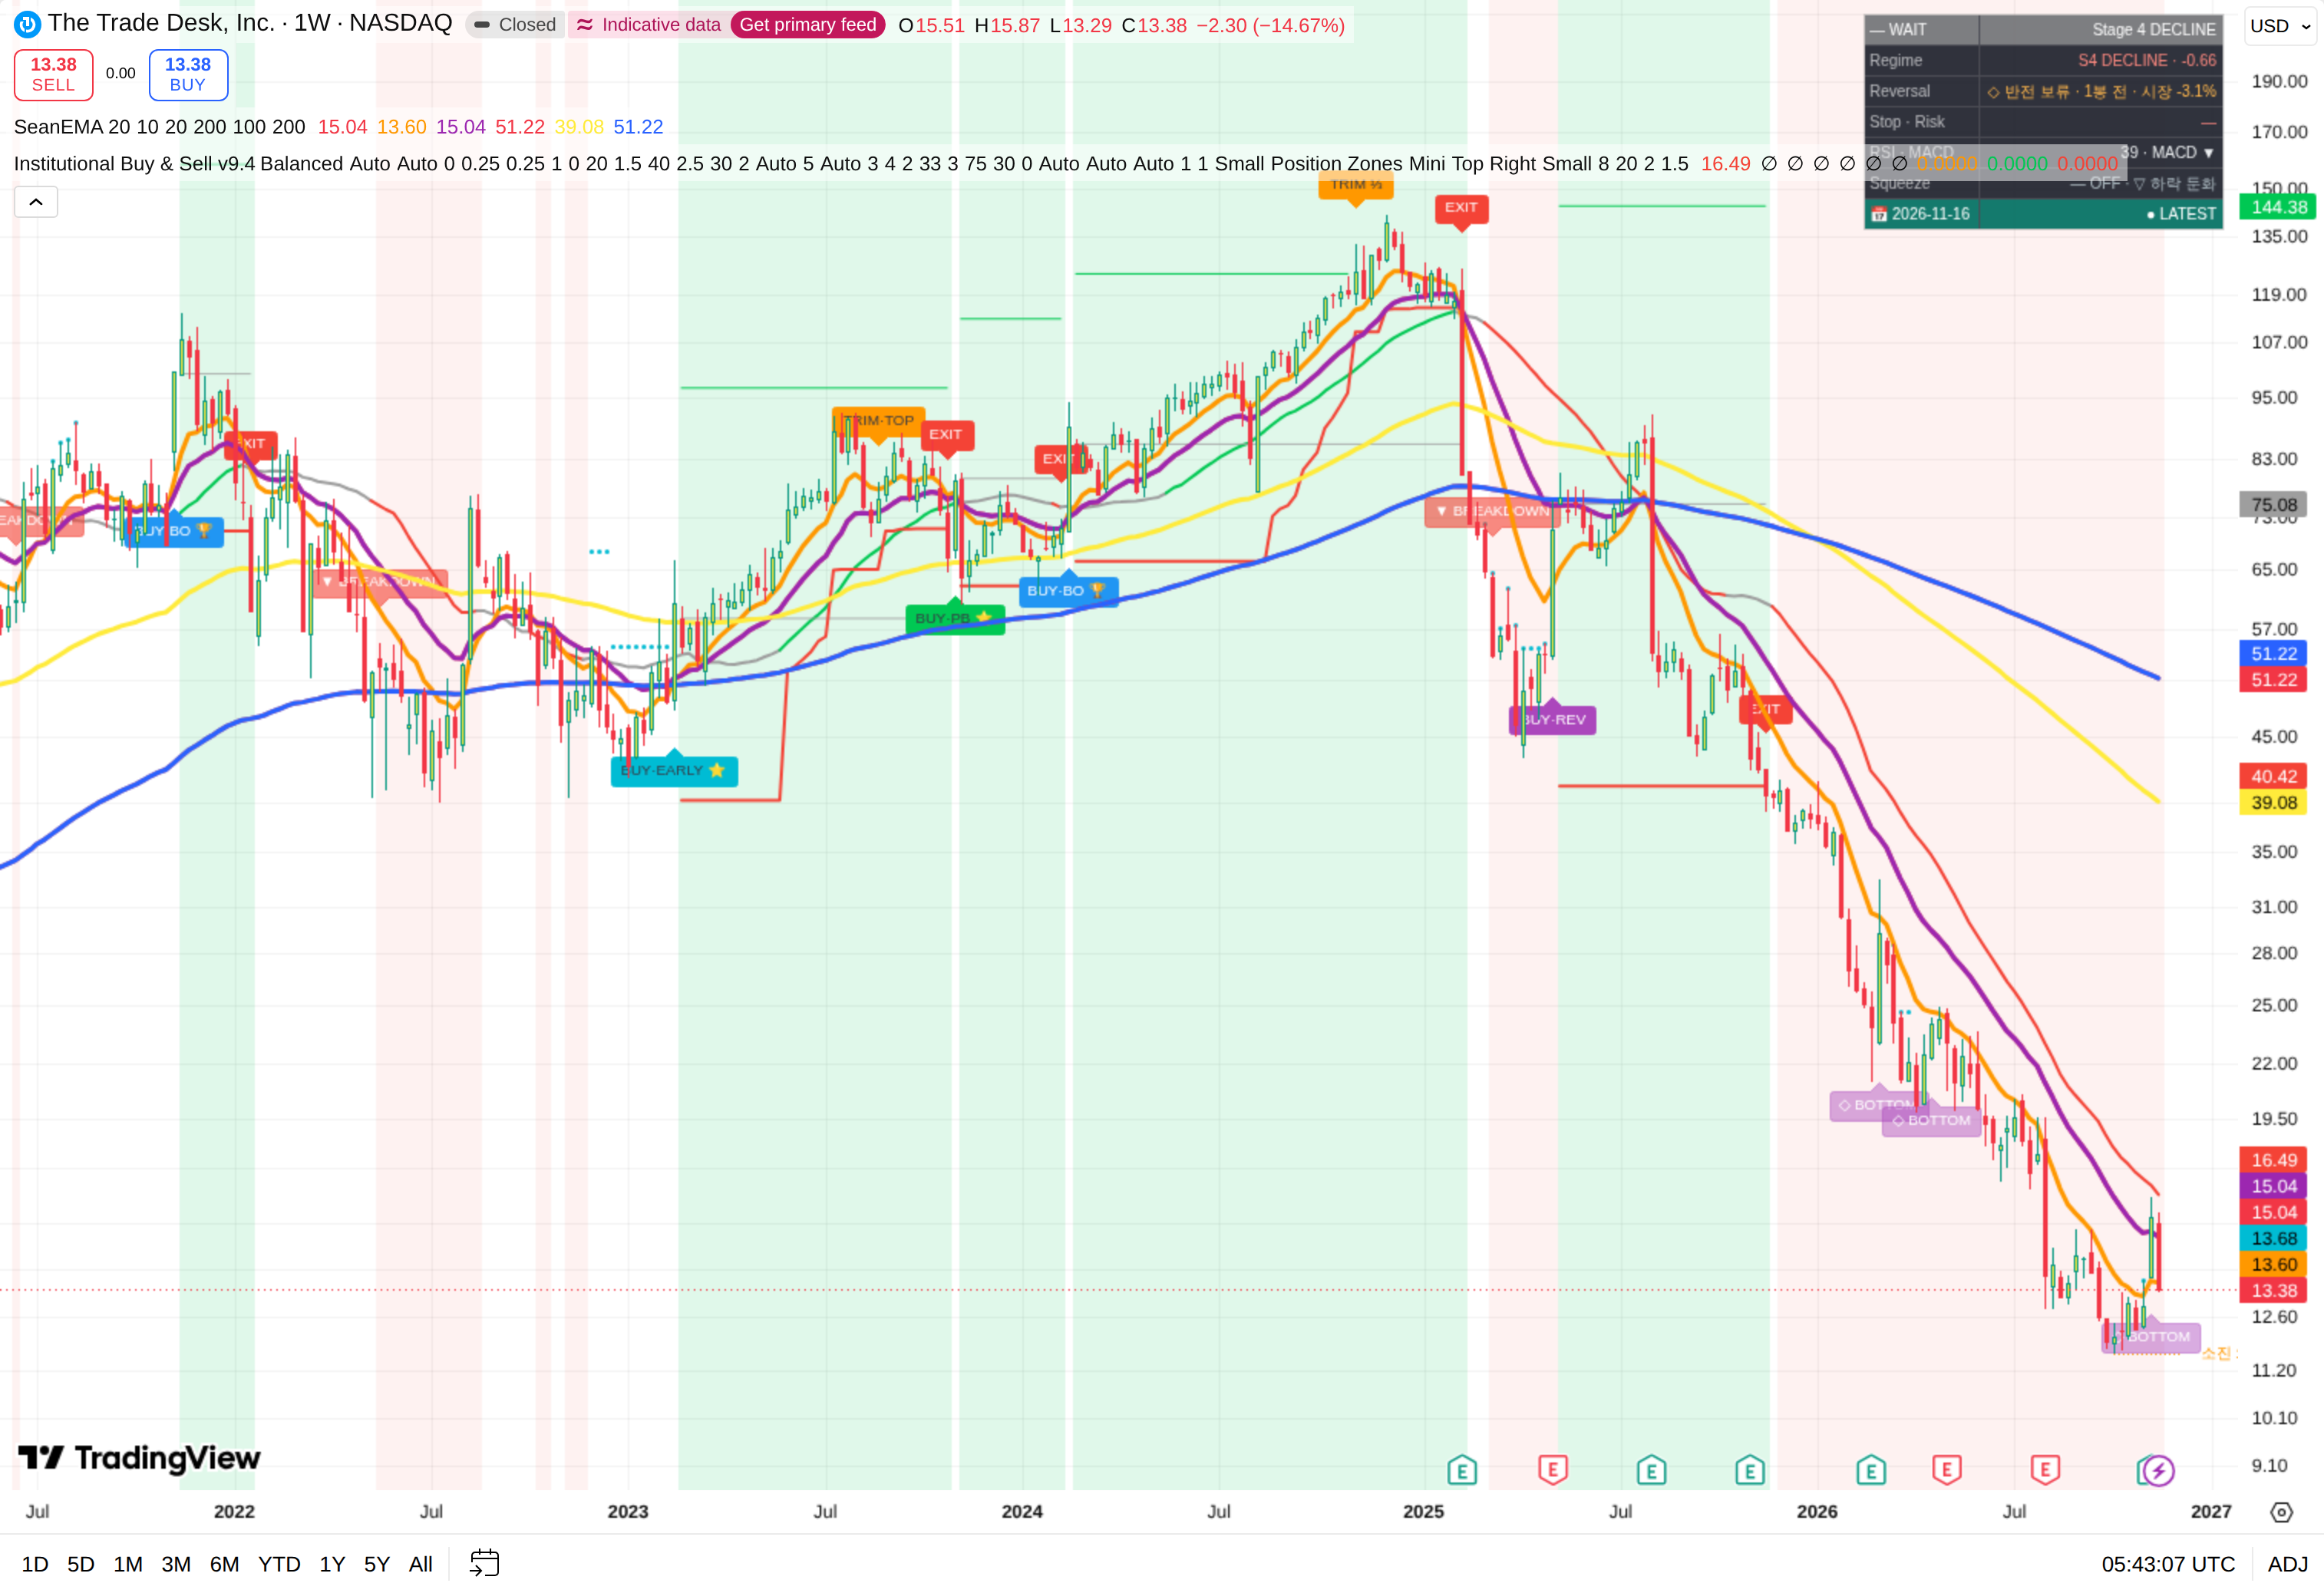 The Trade Desk, Inc. · 1W · NASDAQ
Closed
Indicative data
Get primary feed
O15.51 H15.87 L13.29 C13.38 −2.30 (−14.67%)
13.38
SELL
0.00
13.38
BUY
SeanEMA 20 10 20 200 100 200 15.04 13.60 15.04 51.22 39.08 51.22
Institutional Buy & Sell v9.4 Balanced Auto Auto 0 0.25 0.25 1 0 20 1.5 40 2.5 30 2 Auto 5 Auto 3 4 2 33 3 75 30 0 Auto Auto Auto 1 1 Small Position Zones Mini Top Right Small 8 20 2 1.5 16.49 ∅ ∅ ∅ ∅ ∅ ∅ 0.0000 0.0000 0.0000
— WAIT Stage 4 DECLINE
Regime S4 DECLINE · -0.66
Reversal ◇ 반전 보류 · 1봉 전 · 시장 -3.1%
Stop · Risk —
RSI · MACD 39 · MACD ▼
Squeeze — OFF · ▽ 하락 둔화
2026-11-16 ● LATEST
USD
190.00
170.00
150.00
144.38
135.00
119.00
107.00
95.00
83.00
75.08
73.00
65.00
57.00
51.22
51.22
45.00
40.42
39.08
35.00
31.00
28.00
25.00
22.00
19.50
16.49
15.04
15.04
13.68
13.60
13.38
12.60
11.20
10.10
9.10
TRIM ⅓
EXIT
TRIM·TOP
EXIT
EXIT
EXIT
BUY·BO
▼ BREAKDOWN
BUY·EARLY
BUY·PB
BUY·BO
▼ BREAKDOWN
BUY·REV
EXIT
◇ BOTTOM
◇ BOTTOM
BOTTOM
소진
TradingView
E
E
E
E
E
E
E
Jul
2022
Jul
2023
Jul
2024
Jul
2025
Jul
2026
Jul
2027
1D 5D 1M 3M 6M YTD 1Y 5Y All
05:43:07 UTC
ADJ